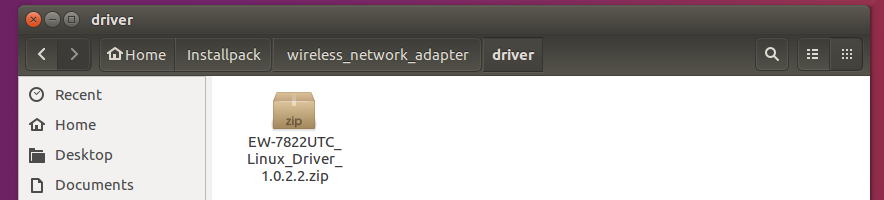 driver
Home
Installpack
wireless_network_adapter
driver
Recent
Home
Desktop
Documents
zip
EW-7822UTC_
Linux_Driver_
1.0.2.2.zip